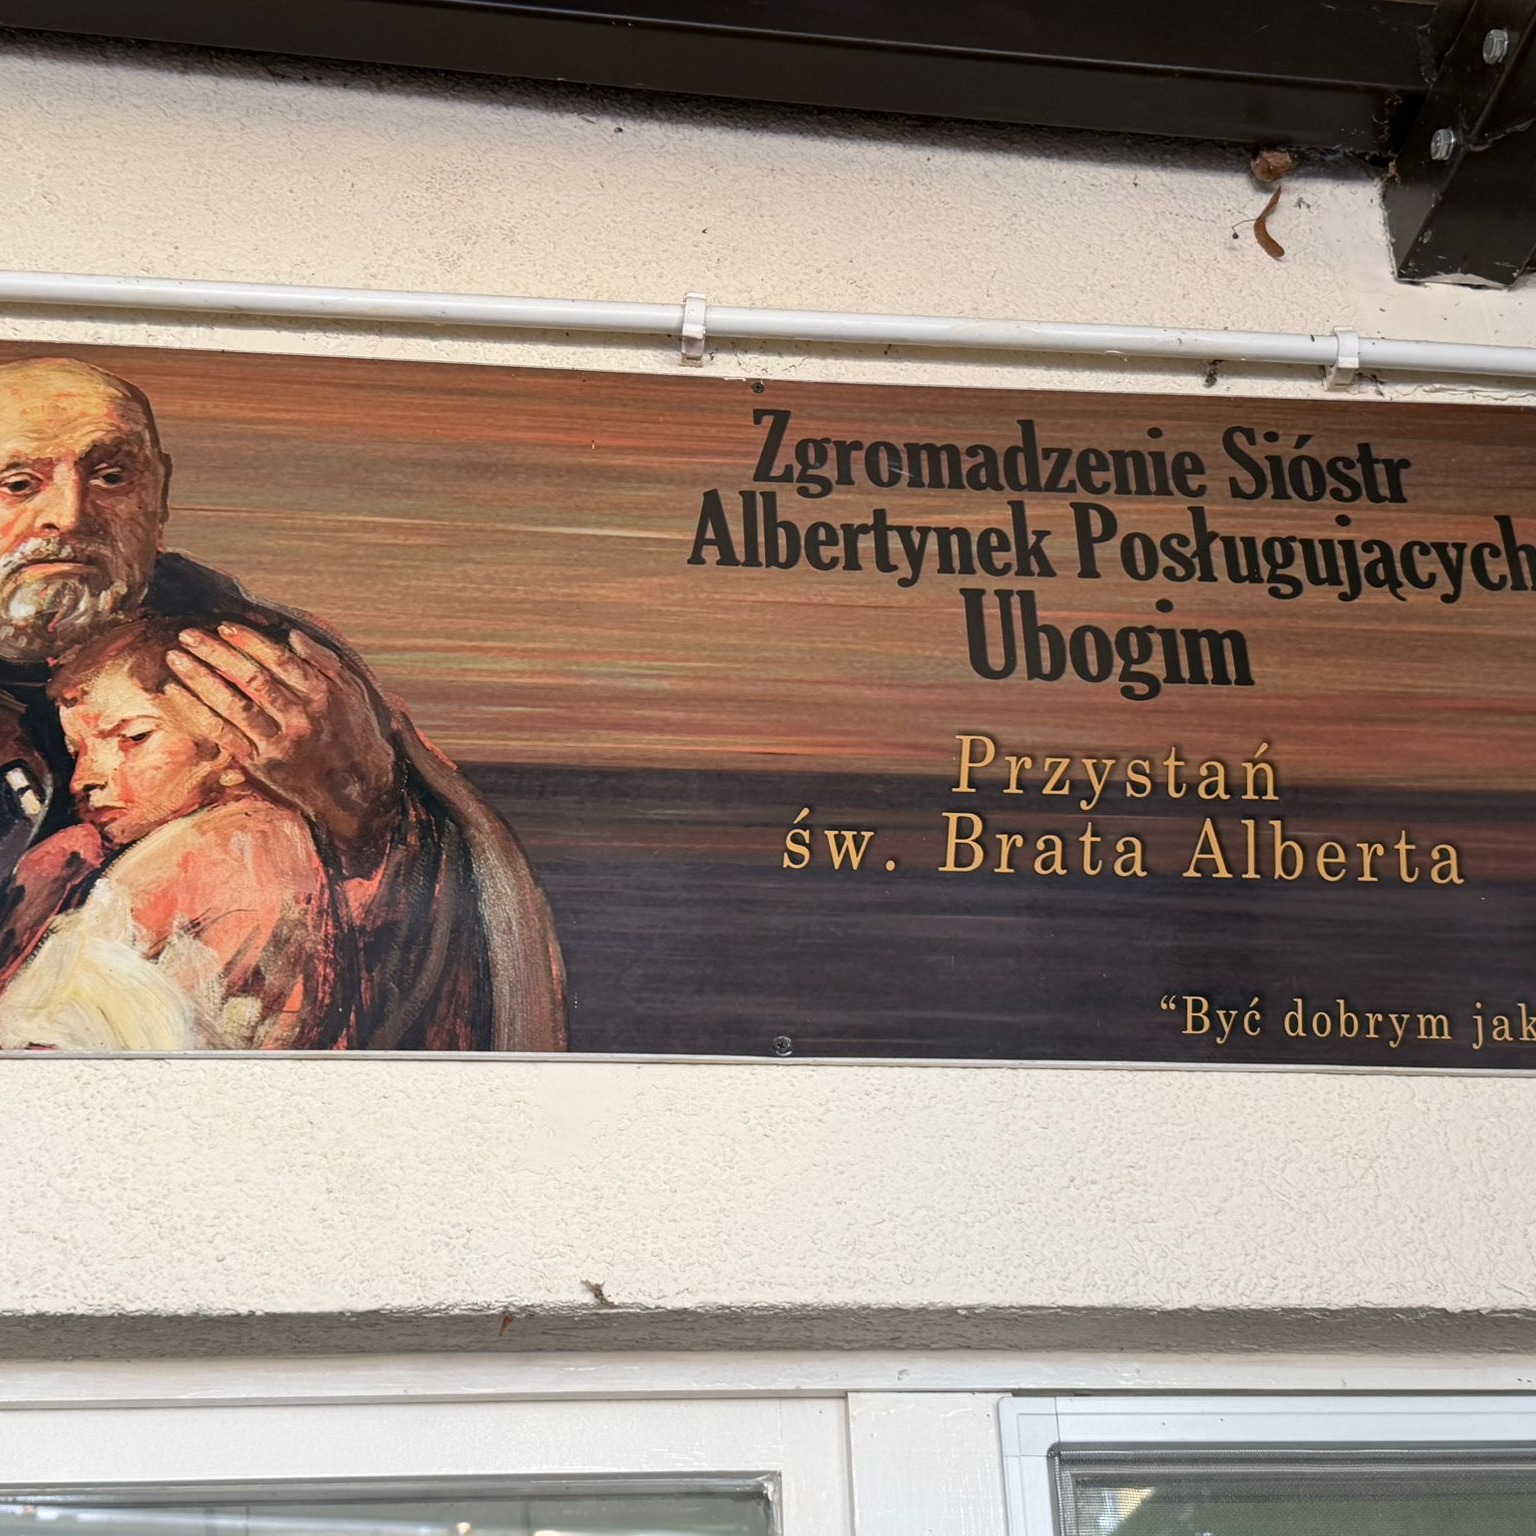 Zgromadzenie Sióstr
Albertynek Posługujących
Ubogim
Przystań
św. Brata Alberta
“Być dobrym jak